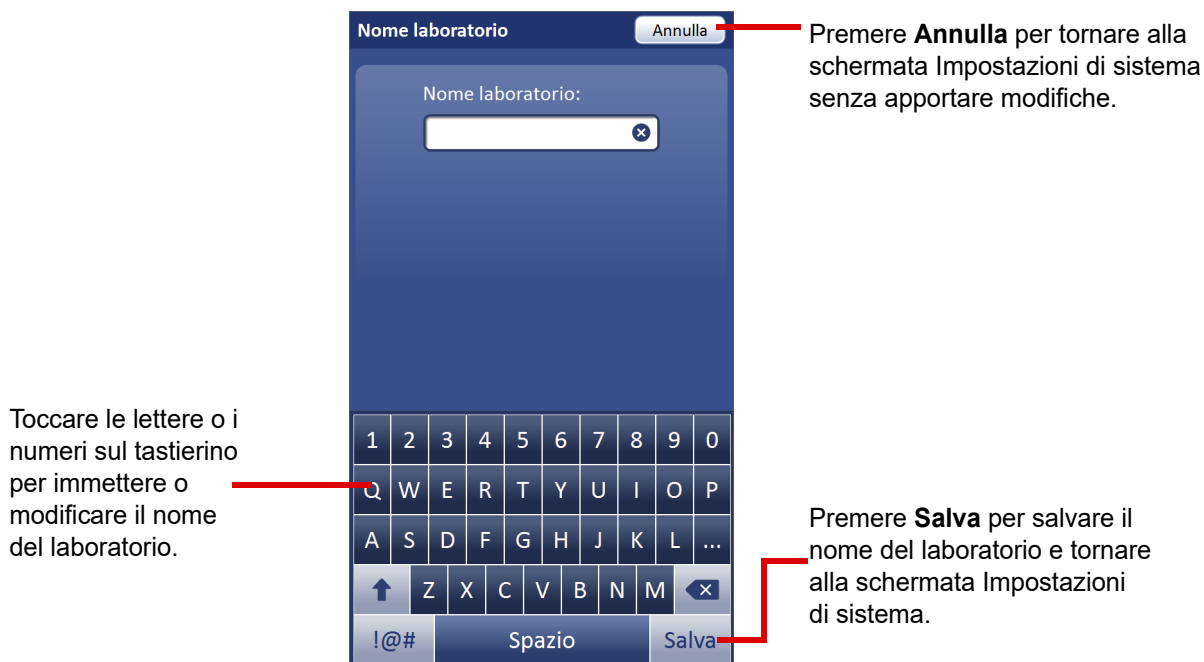 Nome laboratorio
Annulla
Premere Annulla per tornare alla
schermata Impostazioni di sistema
senza apportare modifiche.
Nome laboratorio:
Toccare le lettere o i
numeri sul tastierino
per immettere o
modificare il nome
del laboratorio.
1 2 3 4 5 6 7 8 9 0
Q W E R T Y U I O P
A S D F G H J K L ...
Z X C V B N M
!@# Spazio Salva
Premere Salva per salvare il
nome del laboratorio e tornare
alla schermata Impostazioni
di sistema.